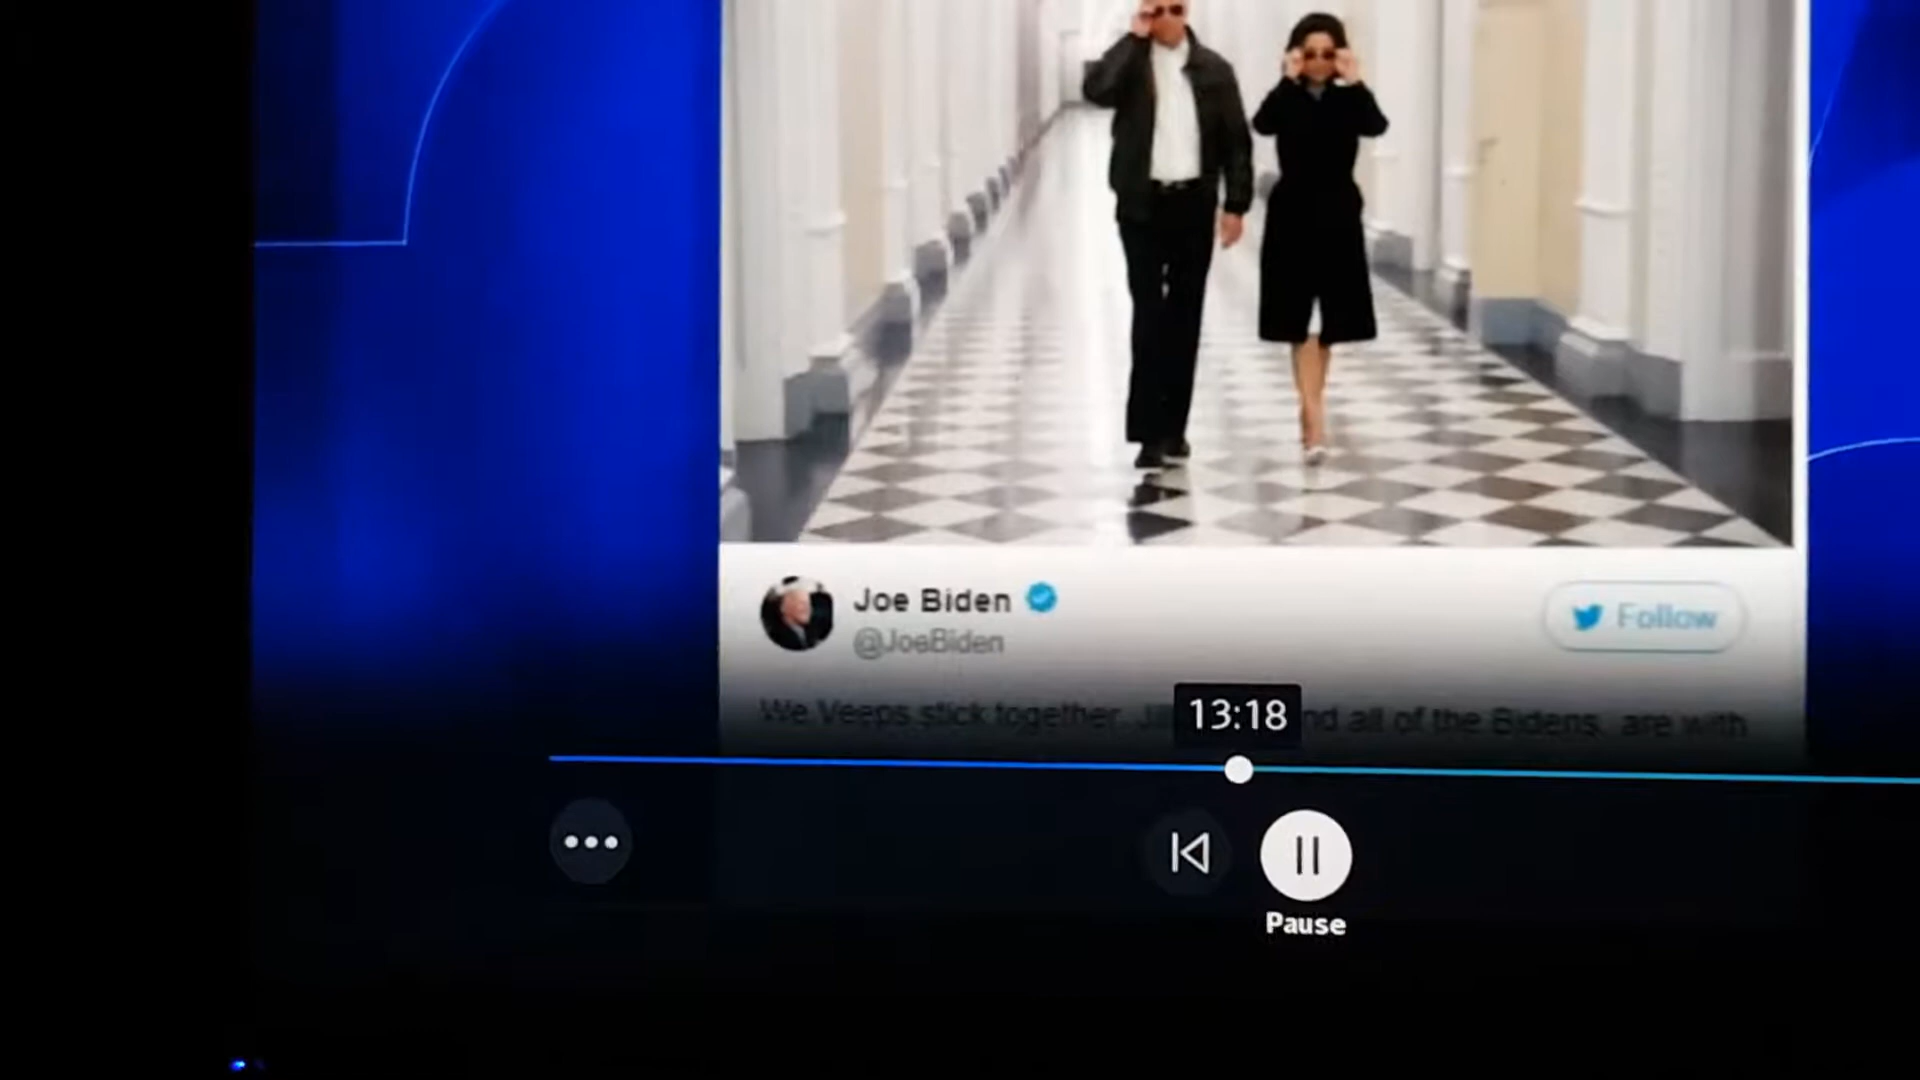 Joe Biden
@JoeBiden
Follow
We Veeps stick together. nd all of the Bidens, are with
13:18
Pause